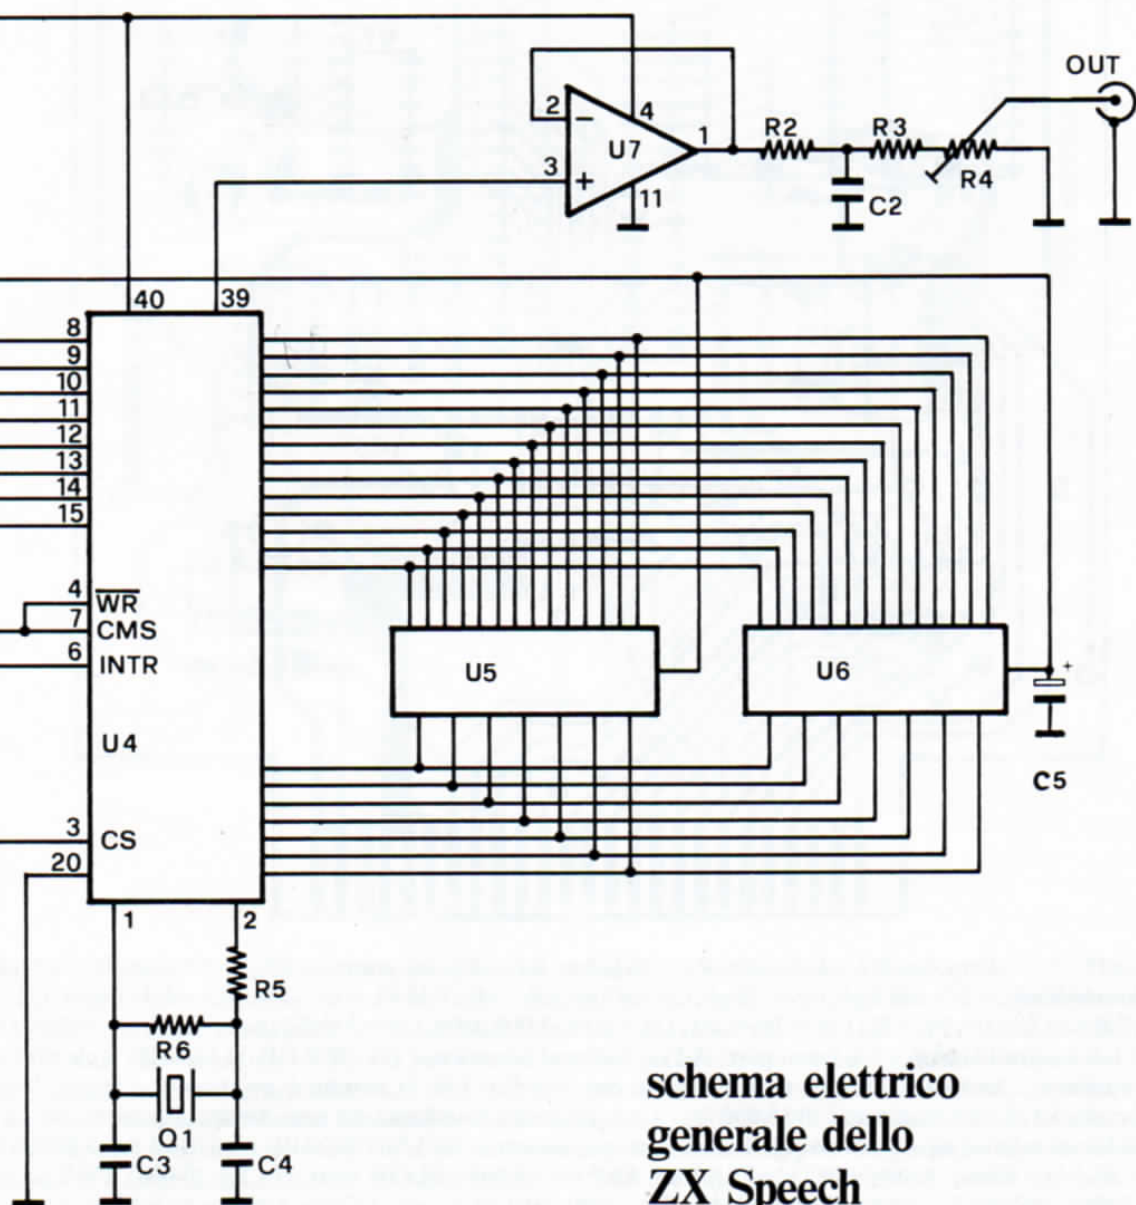 OUT
2
−
4
U7
1
3
+
11
R2
R3
R4
C2
40
39
8
9
10
11
12
13
14
15
4
WR
7
CMS
6
INTR
U5
U6
+
U4
C5
3
CS
20
1
2
R5
R6
Q1
C3
C4
schema elettrico
generale dello
ZX Speech